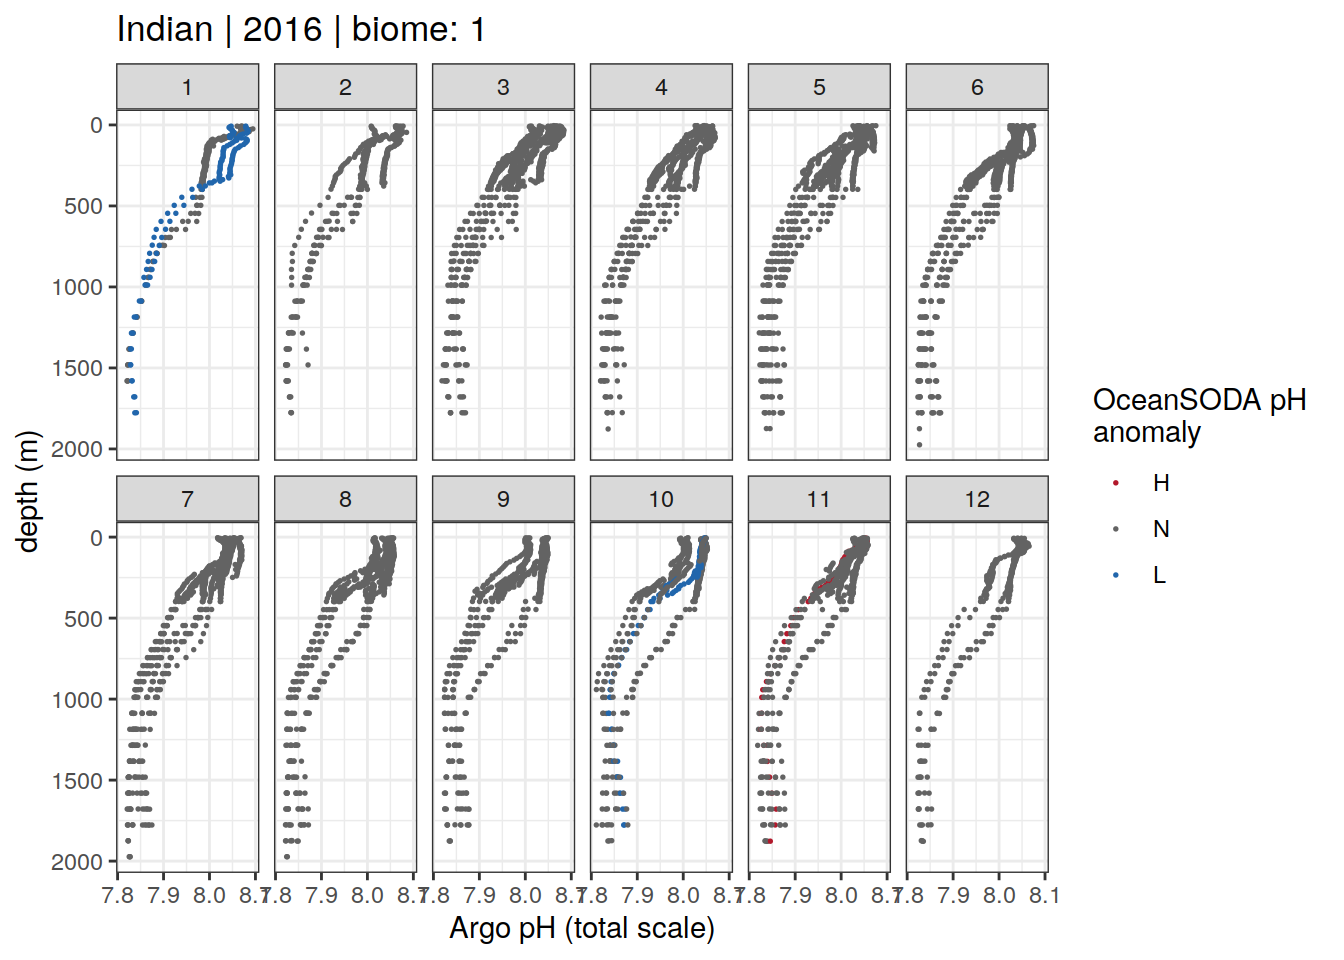 Indian | 2016 | biome: 1
1 2 3 4 5 6
0
500
1000
1500
2000
7 8 9 10 11 12
0
500
1000
1500
2000
7.8 7.9 8.0 8.1 7.8 7.9 8.0 8.1 7.8 7.9 8.0 8.1 7.8 7.9 8.0 8.1 7.8 7.9 8.0 8.1 7.8 7.9 8.0 8.1
Argo pH (total scale)
depth (m)
OceanSODA pH
anomaly
H
N
L